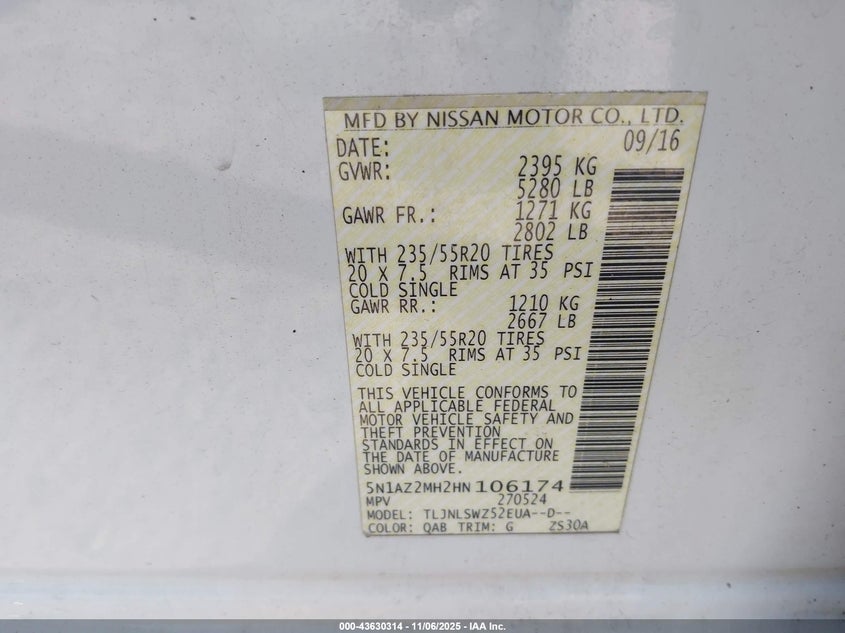 MFD BY NISSAN MOTOR CO., LTD.
DATE: 09/16
GVWR: 2395 KG
5280 LB
GAWR FR.: 1271 KG
2802 LB
WITH 235/55R20 TIRES
20 X 7.5 RIMS AT 35 PSI
COLD SINGLE
GAWR RR.: 1210 KG
2667 LB
WITH 235/55R20 TIRES
20 X 7.5 RIMS AT 35 PSI
COLD SINGLE
THIS VEHICLE CONFORMS TO
ALL APPLICABLE FEDERAL
MOTOR VEHICLE SAFETY AND
THEFT PREVENTION
STANDARDS IN EFFECT ON
THE DATE OF MANUFACTURE
SHOWN ABOVE.
5N1AZ2MH2HN106174
MPV 270524
MODEL: TLJNLSWZ52EUA--D--
COLOR: QAB TRIM: G ZS30A
000-43630314 - 11/06/2025 - IAA Inc.